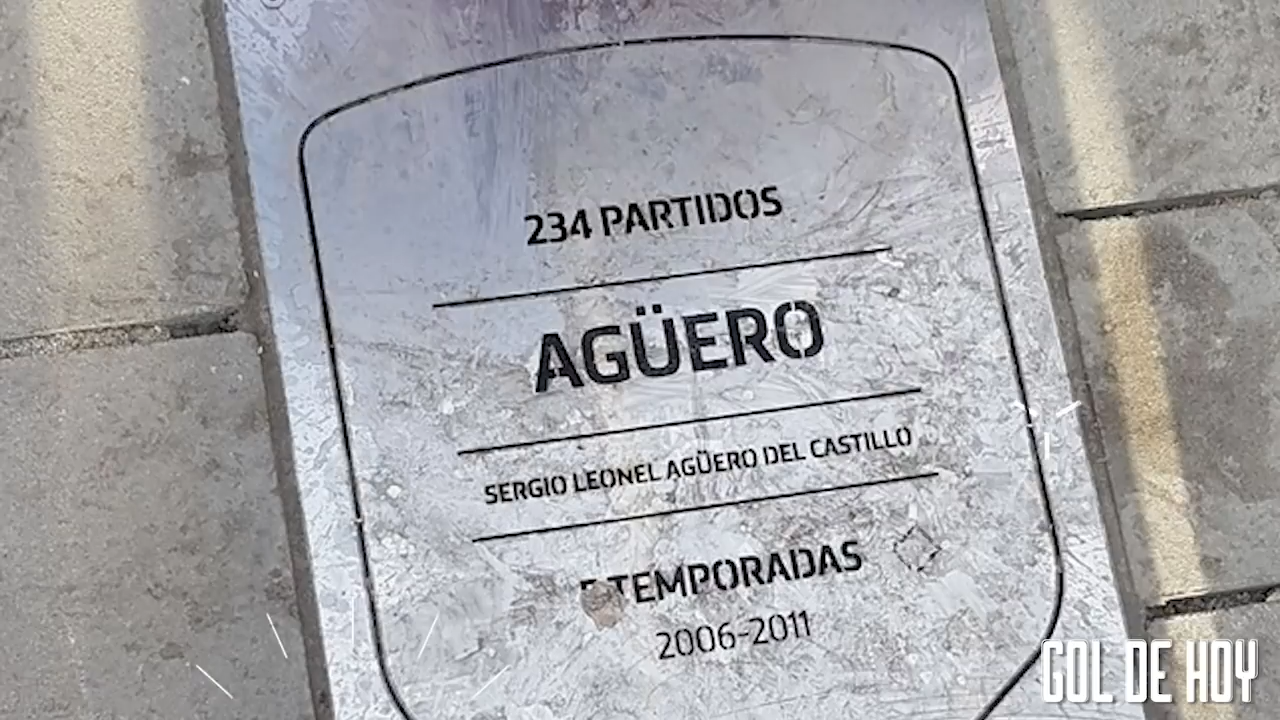 234 PARTIDOS
AGÜERO
SERGIO LEONEL AGÜERO DEL CASTILLO
TEMPORADAS
2006-2011
GOL DE HOY